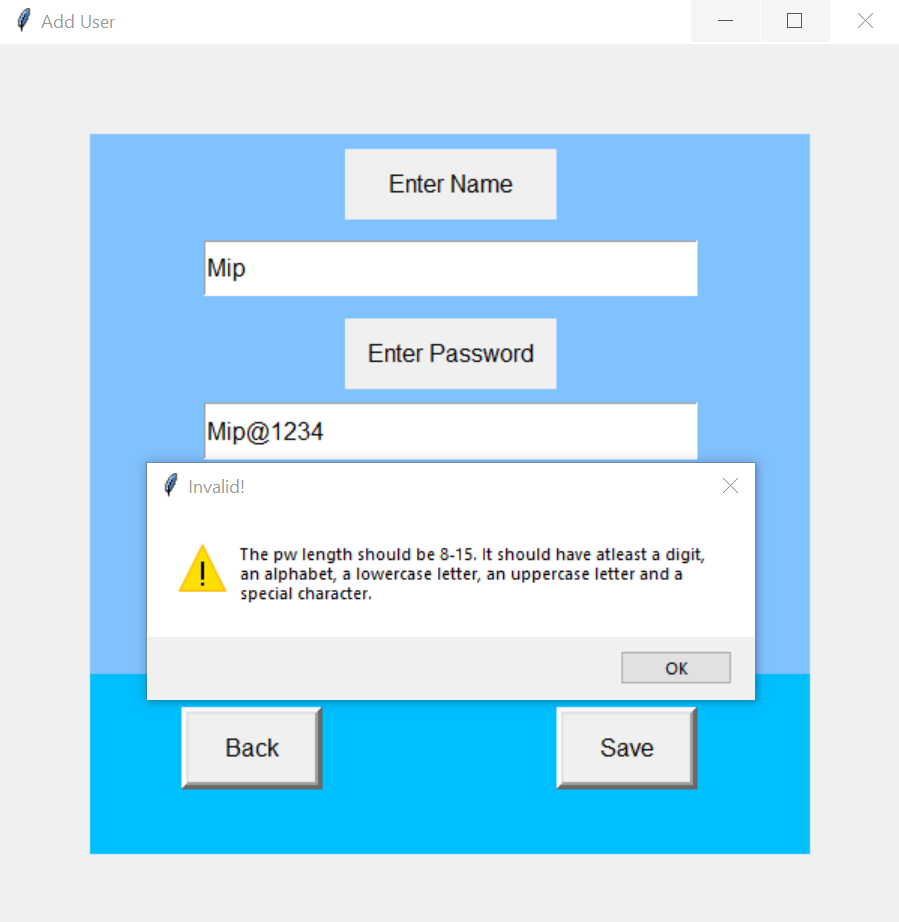 Add User
Enter Name
Mip
Enter Password
Mip@1234
Invalid!
The pw length should be 8-15. It should have atleast a digit,
an alphabet, a lowercase letter, an uppercase letter and a
special character.
OK
Back
Save